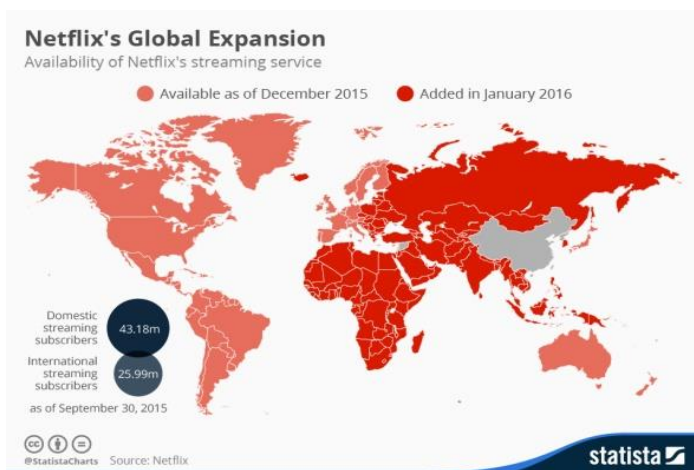 Netflix's Global Expansion
Availability of Netflix's streaming service
Available as of December 2015
Added in January 2016
Domestic
streaming
subscribers
43.18m
International
streaming
subscribers
25.99m
as of September 30, 2015
@StatistaCharts Source: Netflix
statista